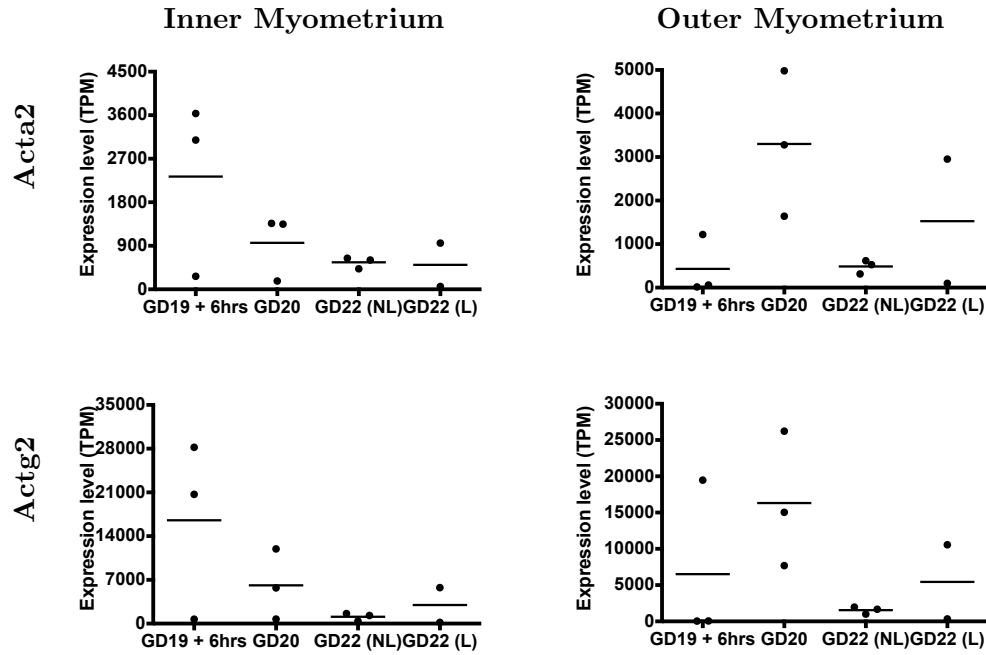 Inner Myometrium
Outer Myometrium
Acta2
Expression level (TPM)
4500
3600
2700
1800
900
0
GD19 + 6hrs GD20 GD22 (NL) GD22 (L)
Expression level (TPM)
5000
4000
3000
2000
1000
0
GD19 + 6hrs GD20 GD22 (NL) GD22 (L)
Actg2
Expression level (TPM)
35000
28000
21000
14000
7000
0
GD19 + 6hrs GD20 GD22 (NL) GD22 (L)
Expression level (TPM)
30000
25000
20000
15000
10000
5000
0
GD19 + 6hrs GD20 GD22 (NL) GD22 (L)